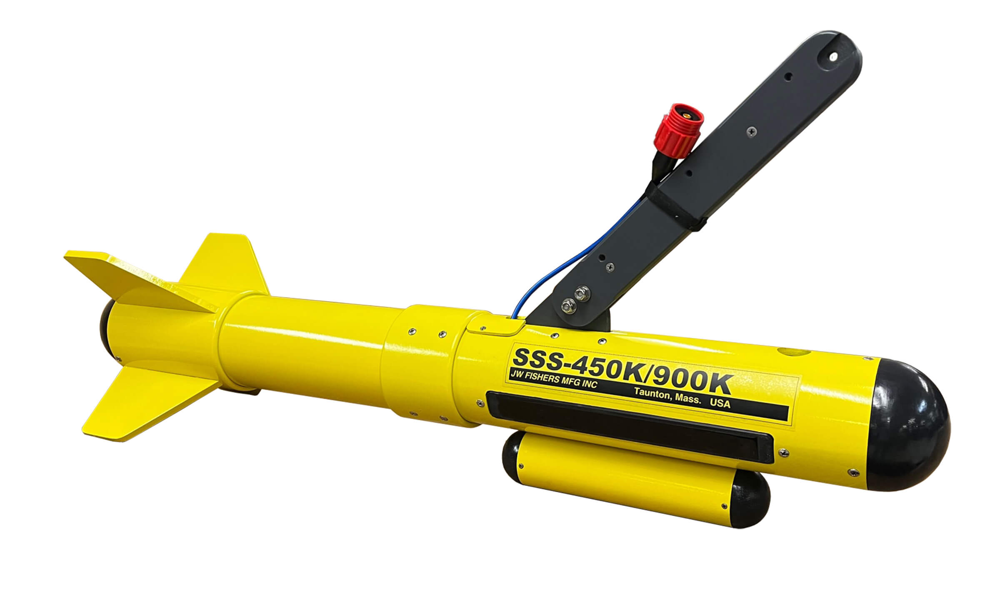 SSS-450K/900K
JW FISHERS MFG INC
Taunton, Mass. USA